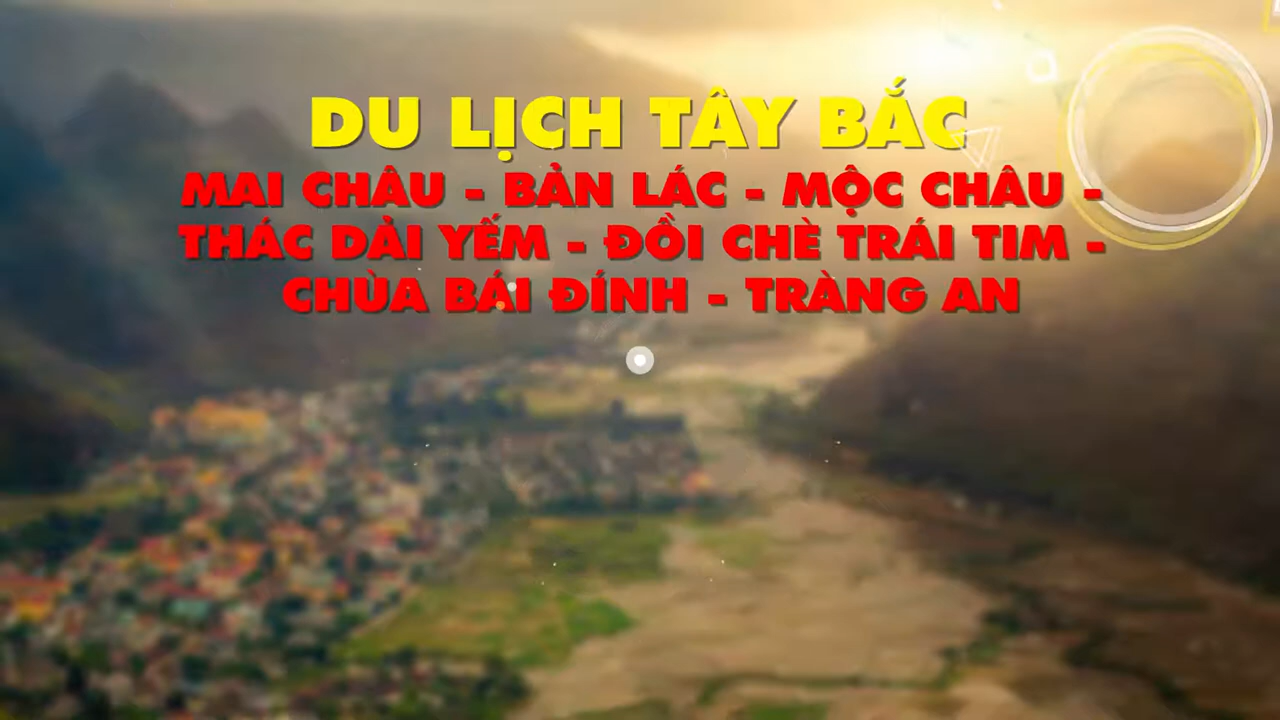 DU LỊCH TÂY BẮC
MAI CHÂU - BẢN LÁC - MỘC CHÂU -
THÁC DẢI YẾM - ĐỒI CHÈ TRÁI TIM -
CHÙA BÁI ĐÍNH - TRÀNG AN